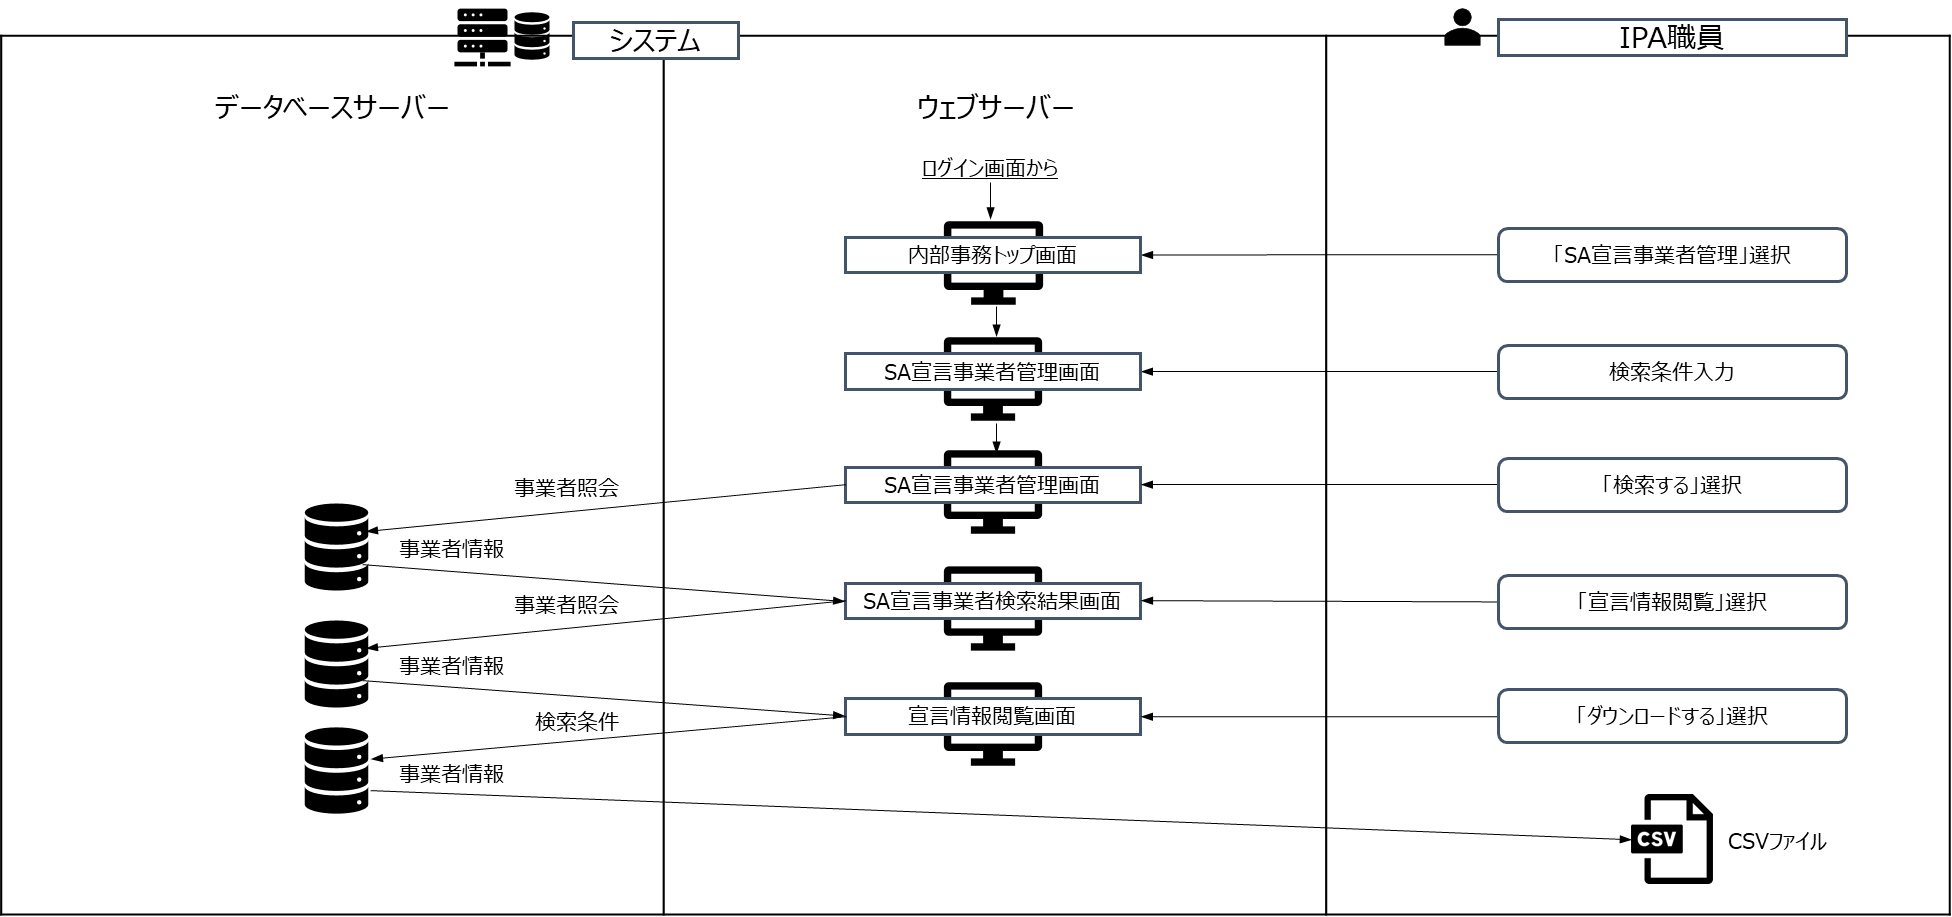 システム
IPA職員
データベースサーバー
ウェブサーバー
ログイン画面から
内部事務トップ画面
「SA宣言事業者管理」選択
SA宣言事業者管理画面
検索条件入力
SA宣言事業者管理画面
「検索する」選択
事業者照会
事業者情報
SA宣言事業者検索結果画面
「宣言情報閲覧」選択
事業者照会
事業者情報
宣言情報閲覧画面
「ダウンロードする」選択
検索条件
事業者情報
CSV
CSVファイル